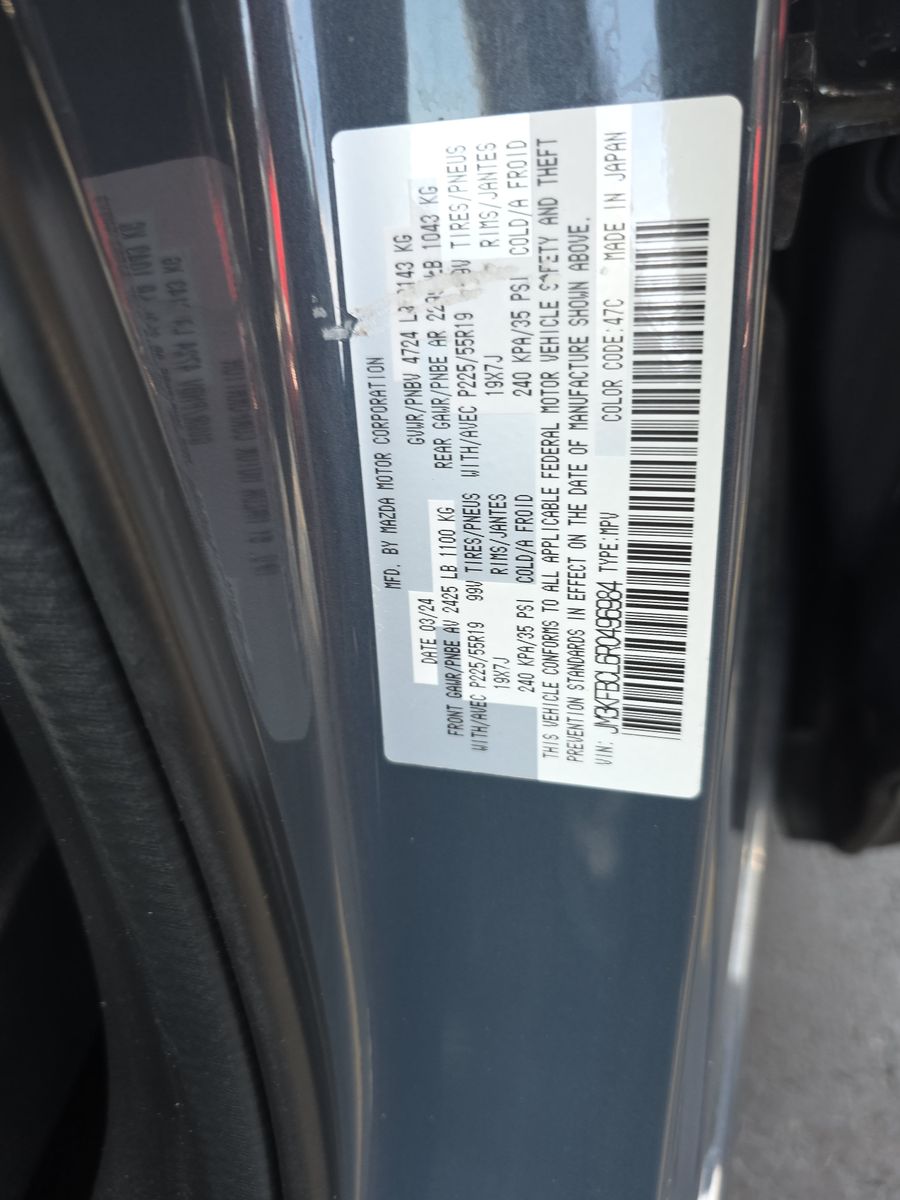 MFD. BY MAZDA MOTOR CORPORATION
DATE 03/24 GVWR/PNBV 4724 KG
FRONT GAWR/PNBE AV 2425 LB 1100 KG REAR GAWR/PNBE AR LB 1043 KG
WITH/AVEC P225/55R19 99V TIRES/PNEUS WITH/AVEC P225/55R19 TIRES/PNEUS
19X7J RIMS/JANTES 19X7J RIMS/JANTES
240 KPA/35 PSI COLD/A FROID 240 KPA/35 PSI COLD/A FROID
THIS VEHICLE CONFORMS TO ALL APPLICABLE FEDERAL MOTOR VEHICLE SAFETY AND THEFT
PREVENTION STANDARDS IN EFFECT ON THE DATE OF MANUFACTURE SHOWN ABOVE.
VIN: JM3KFBCL6R0496984 TYPE:MPV COLOR CODE:47C MADE IN JAPAN